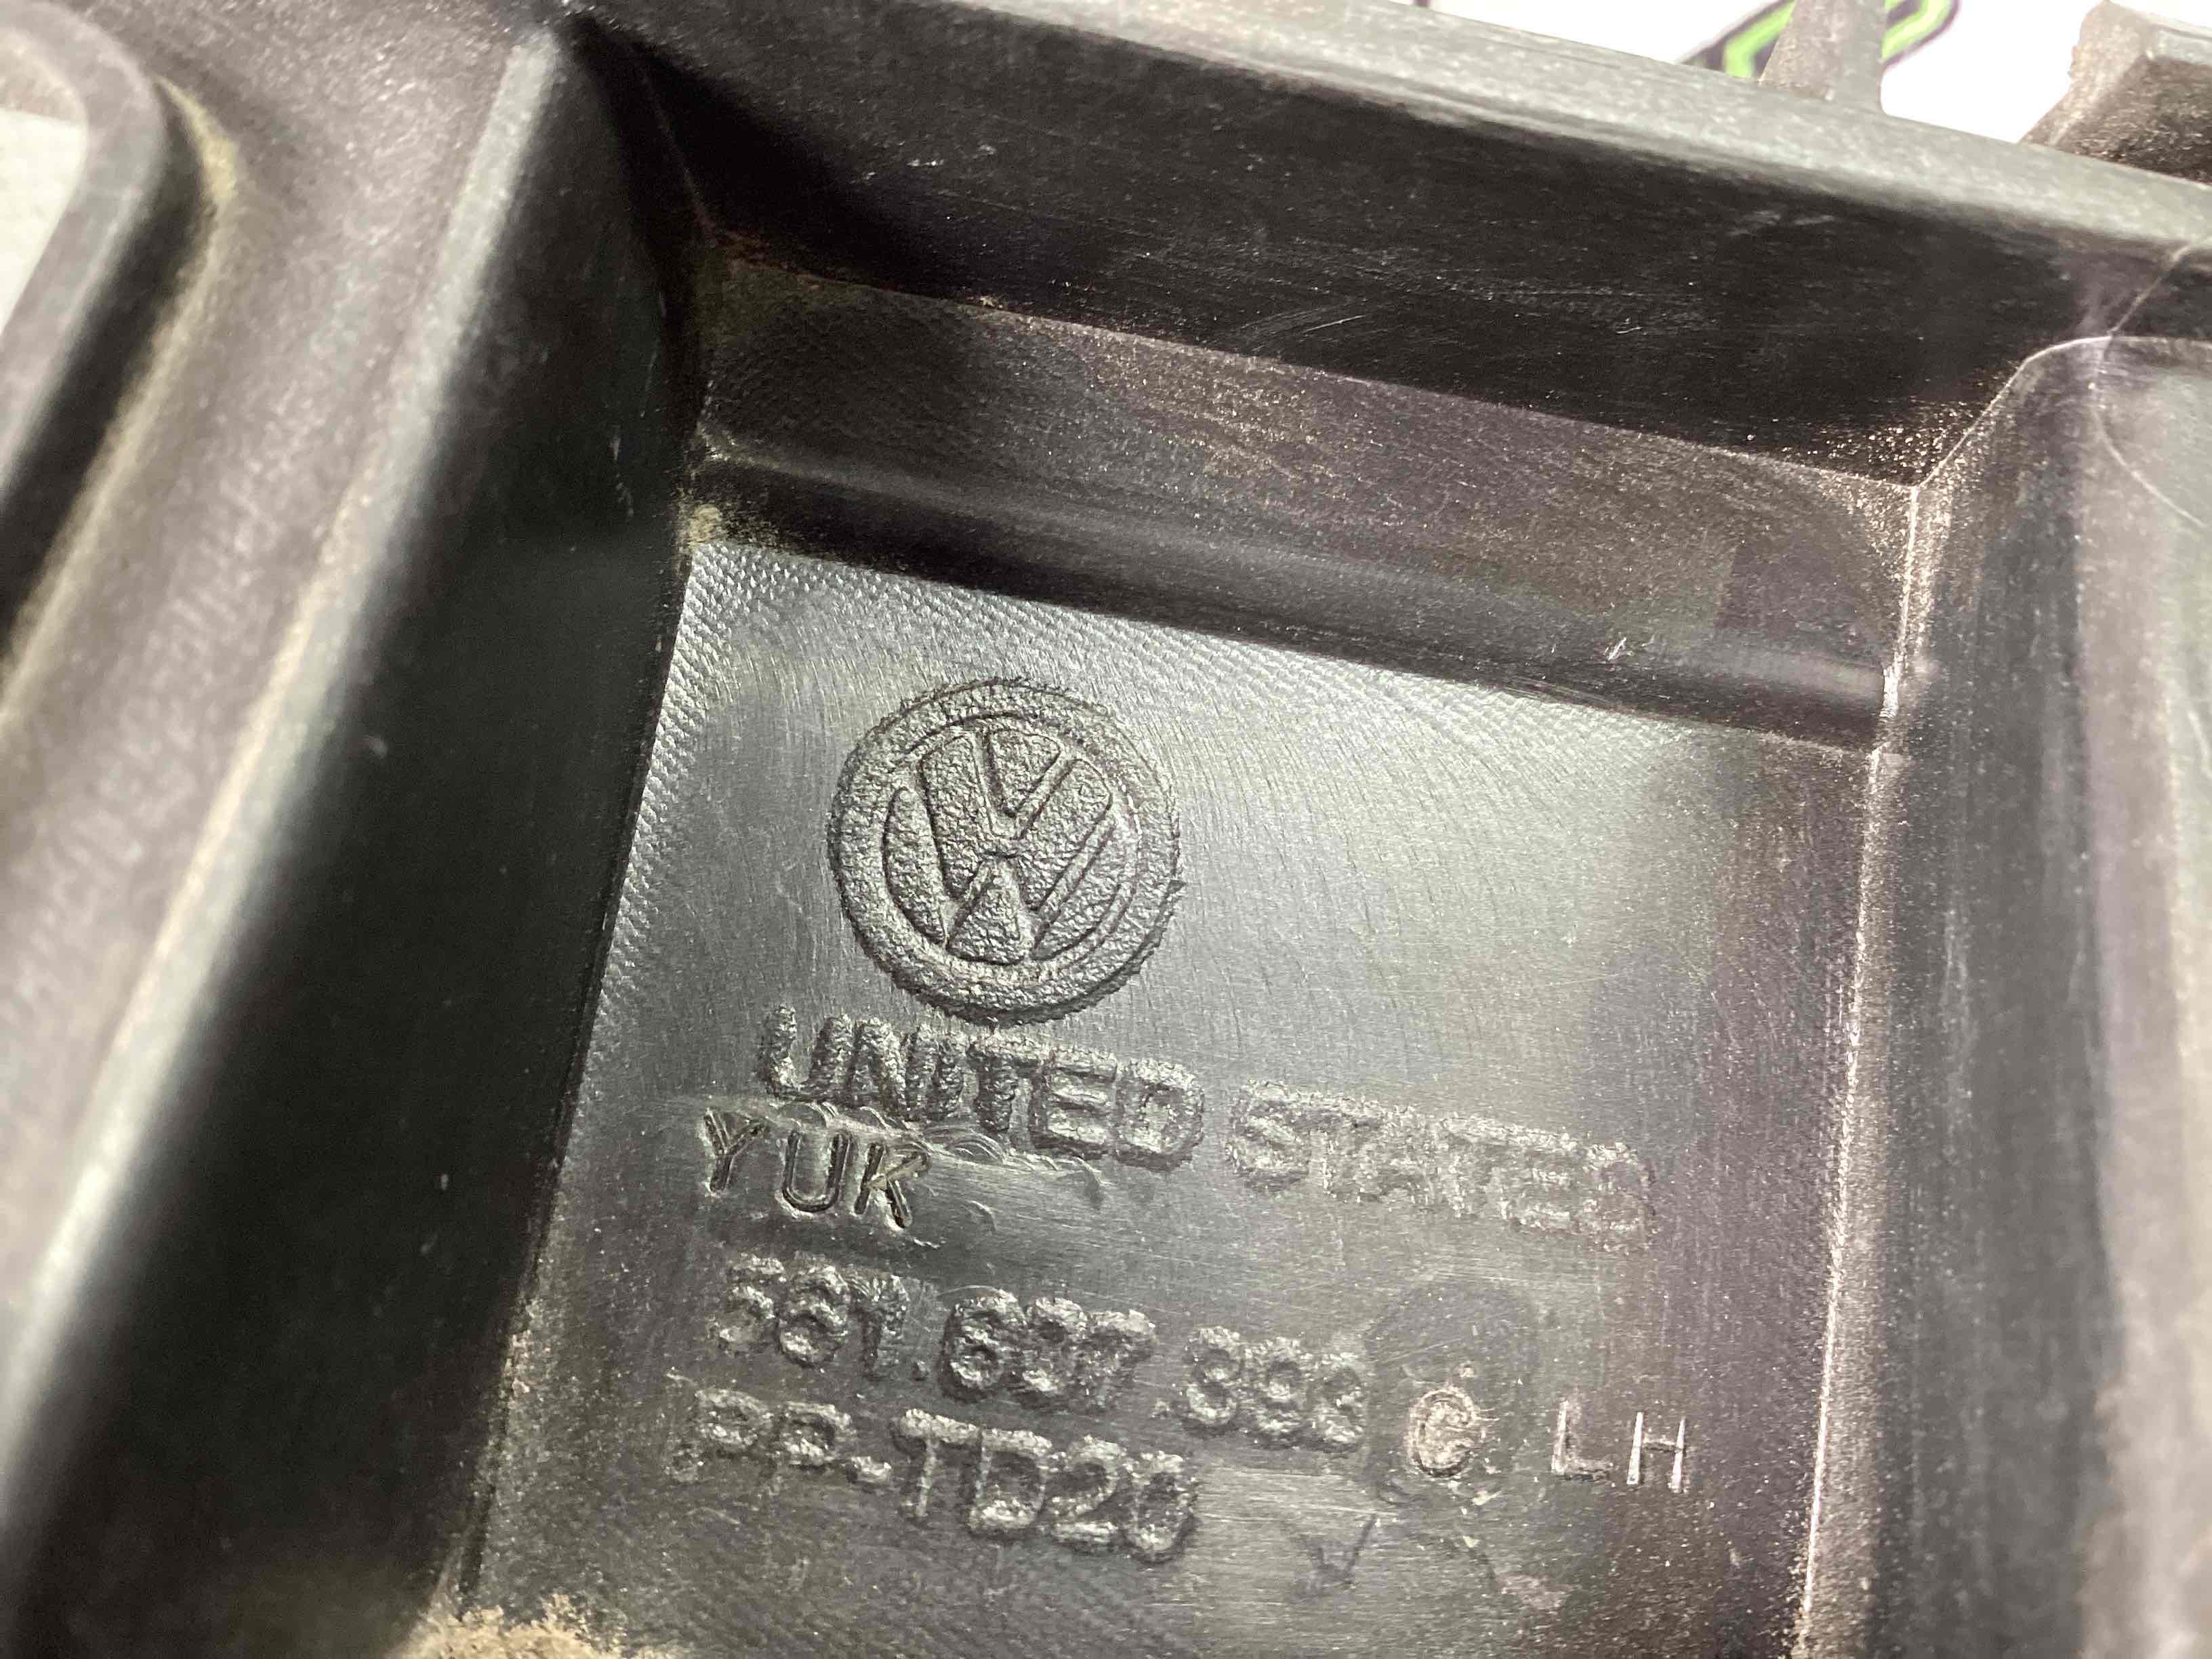 UNITED STATES
YUK
561.807.393 C LH
PP-TD20